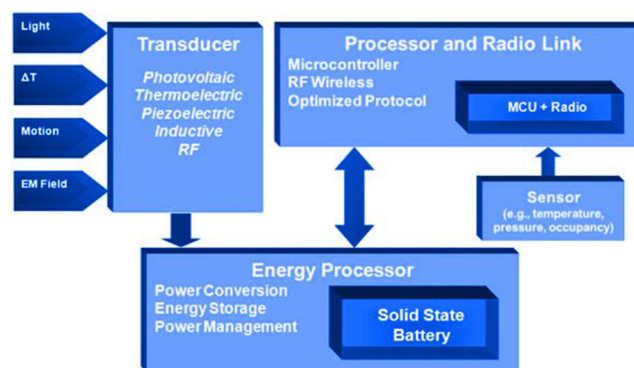 Light
ΔT
Motion
EM Field
Transducer
Photovoltaic
Thermoelectric
Piezoelectric
Inductive
RF
Processor and Radio Link
Microcontroller
RF Wireless
Optimized Protocol
MCU + Radio
Sensor
(e.g., temperature,
pressure, occupancy)
Energy Processor
Power Conversion
Energy Storage
Power Management
Solid State
Battery